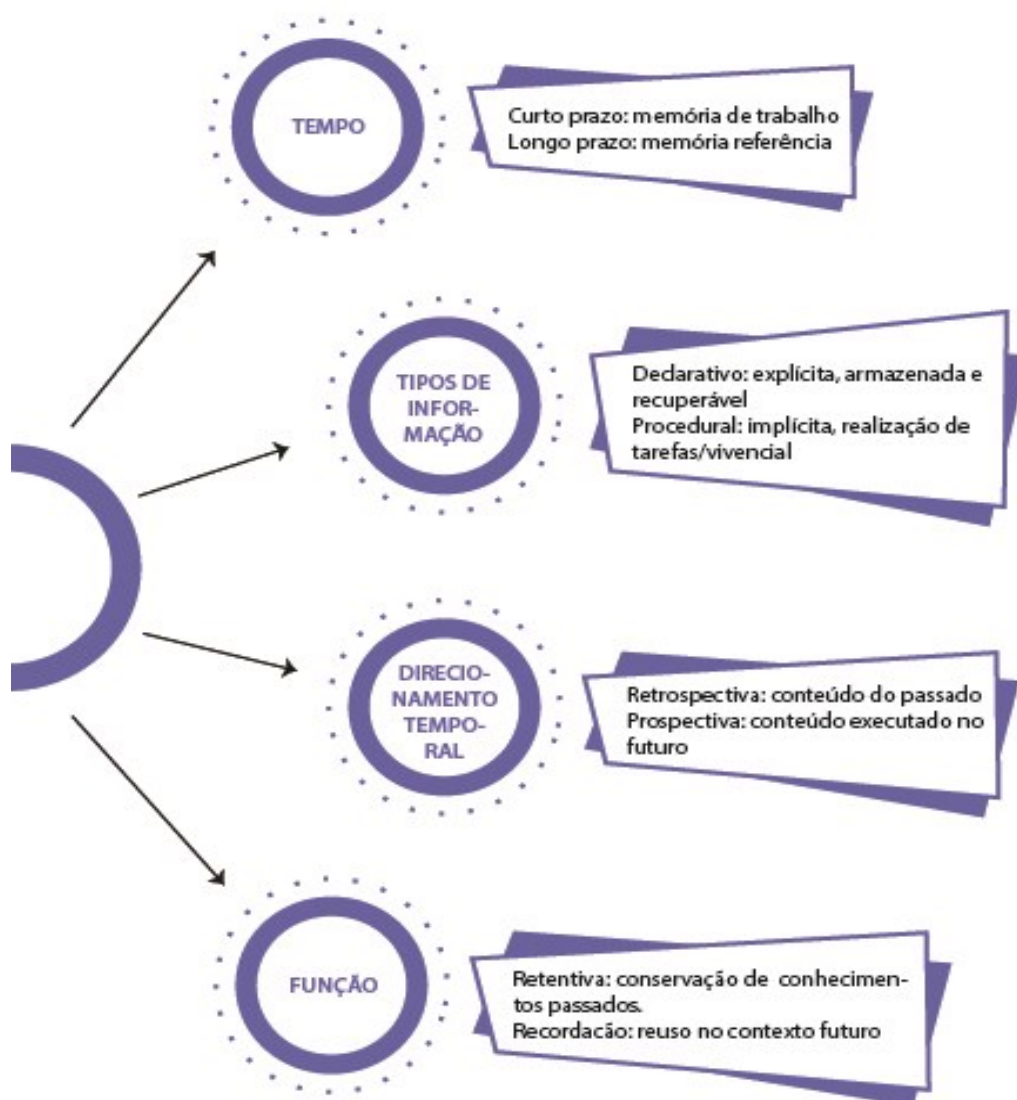 TEMPO
Curto prazo: memória de trabalho
Longo prazo: memória referência
TIPOS DE
INFOR-
MAÇÃO
Declarativo: explícita, armazenada e
recuperável
Procedural: implícita, realização de
tarefas/vivencial
DIRECIO-
NAMENTO
TEMPO-
RAL
Retrospectiva: conteúdo do passado
Prospectiva: conteúdo executado no
futuro
FUNÇÃO
Retentiva: conservação de conhecimen-
tos passados.
Recordacão: reuso no contexto futuro